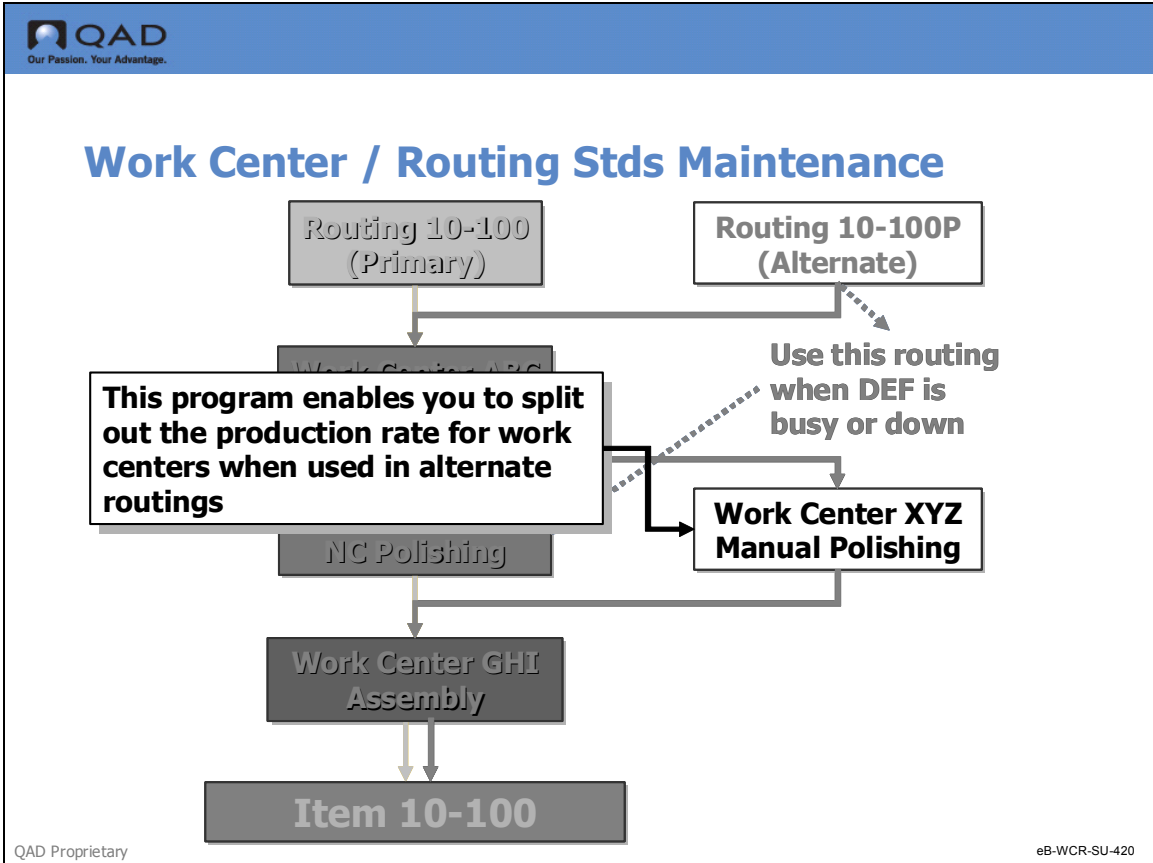 QAD
Our Passion. Your Advantage.
Work Center / Routing Stds Maintenance
Routing 10-100
(Primary)
Routing 10-100P
(Alternate)
Work Center ABC
Use this routing
when DEF is
busy or down
This program enables you to split
out the production rate for work
centers when used in alternate
routings
Work Center XYZ
Manual Polishing
NC Polishing
Work Center GHI
Assembly
Item 10-100
QAD Proprietary
eB-WCR-SU-420